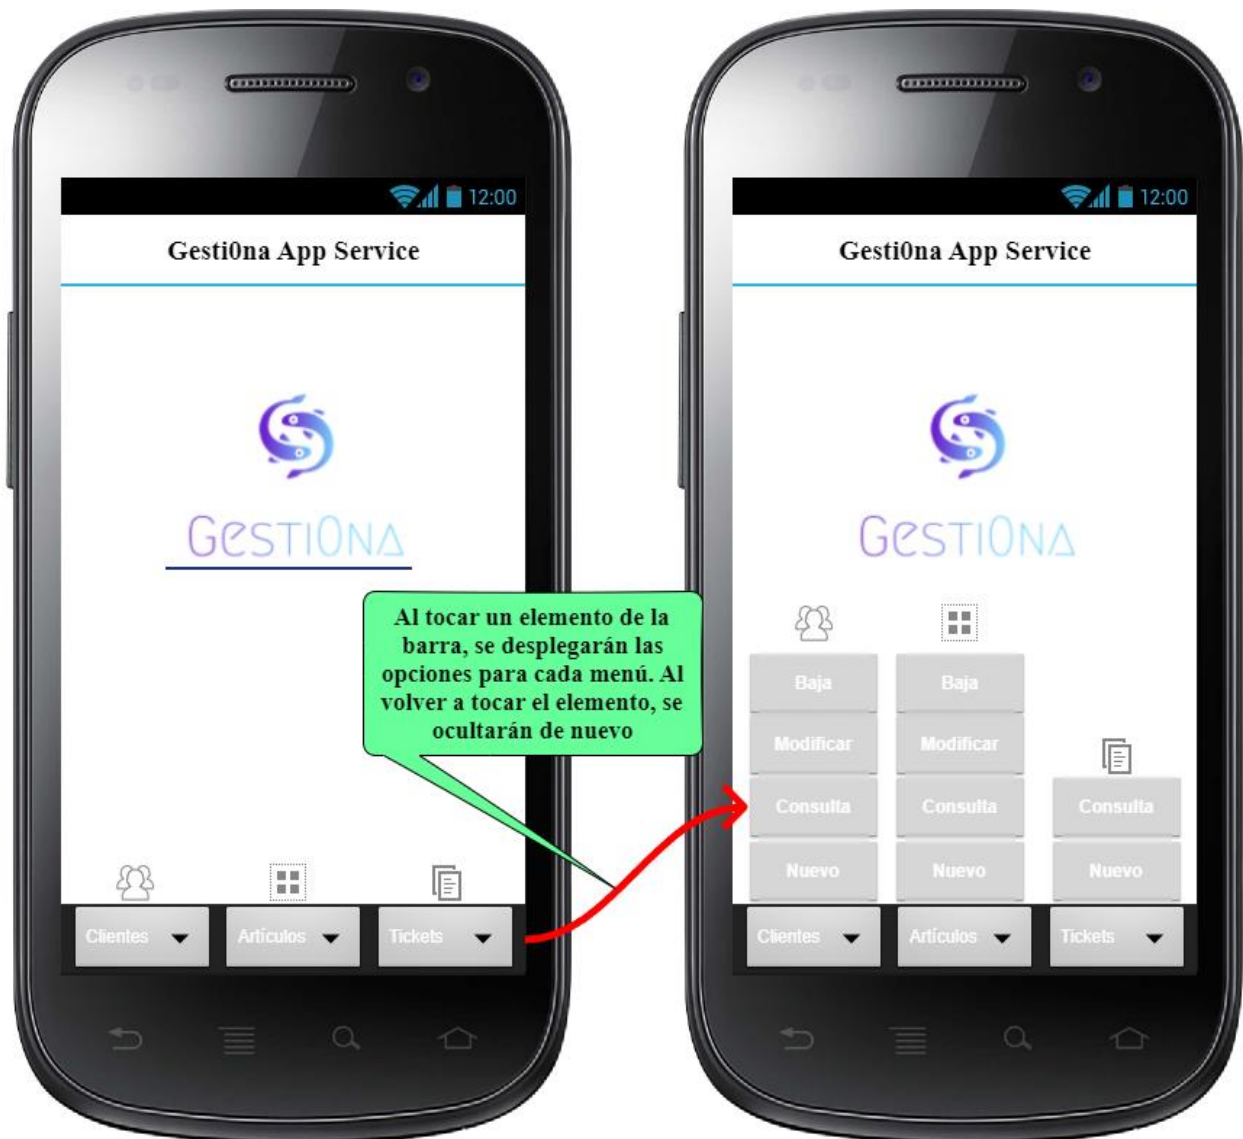 12:00
Gesti0na App Service
Gesti0na
Clientes
Artículos
Tickets
Al tocar un elemento de la
barra, se desplegarán las
opciones para cada menú. Al
volver a tocar el elemento, se
ocultarán de nuevo
12:00
Gesti0na App Service
Gesti0na
Baja
Baja
Modificar
Modificar
Consulta
Consulta
Consulta
Nuevo
Nuevo
Nuevo
Clientes
Artículos
Tickets